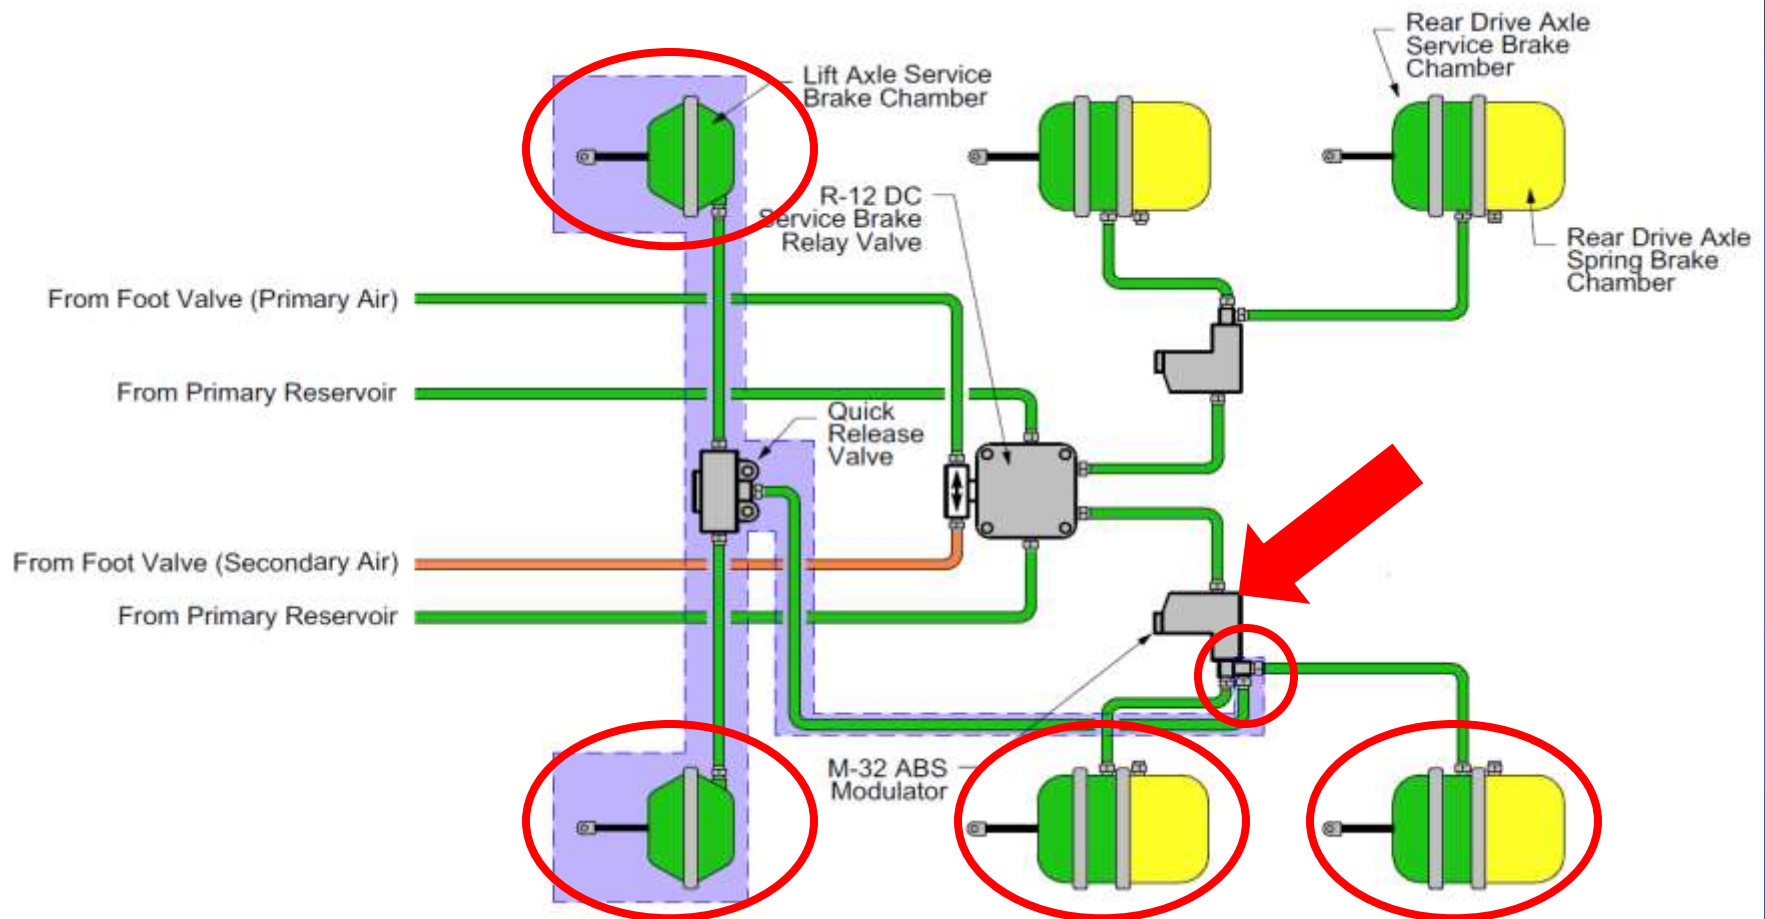 Rear Drive Axle
Service Brake
Chamber
Lift Axle Service
Brake Chamber
R-12 DC
Service Brake
Relay Valve
Rear Drive Axle
Spring Brake
Chamber
From Foot Valve (Primary Air)
From Primary Reservoir
Quick
Release
Valve
From Foot Valve (Secondary Air)
From Primary Reservoir
M-32 ABS
Modulator